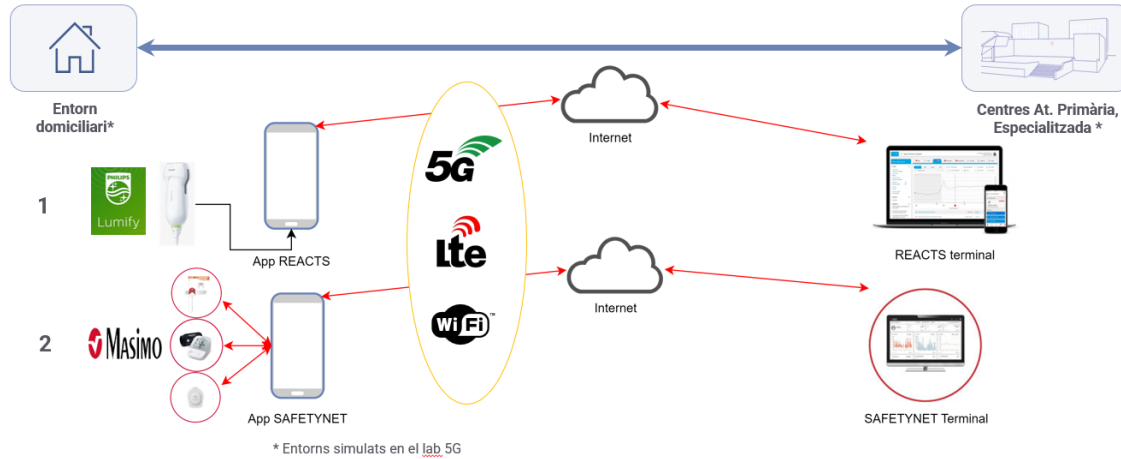 Entorn
domiciliari*
Centres At. Primària,
Especialitzada *
Internet
5G
1
PHILIPS
Lumify
App REACTS
Lte
REACTS terminal
Internet
WiFi™
2
Masimo
App SAFETYNET
SAFETYNET Terminal
* Entorns simulats en el lab 5G